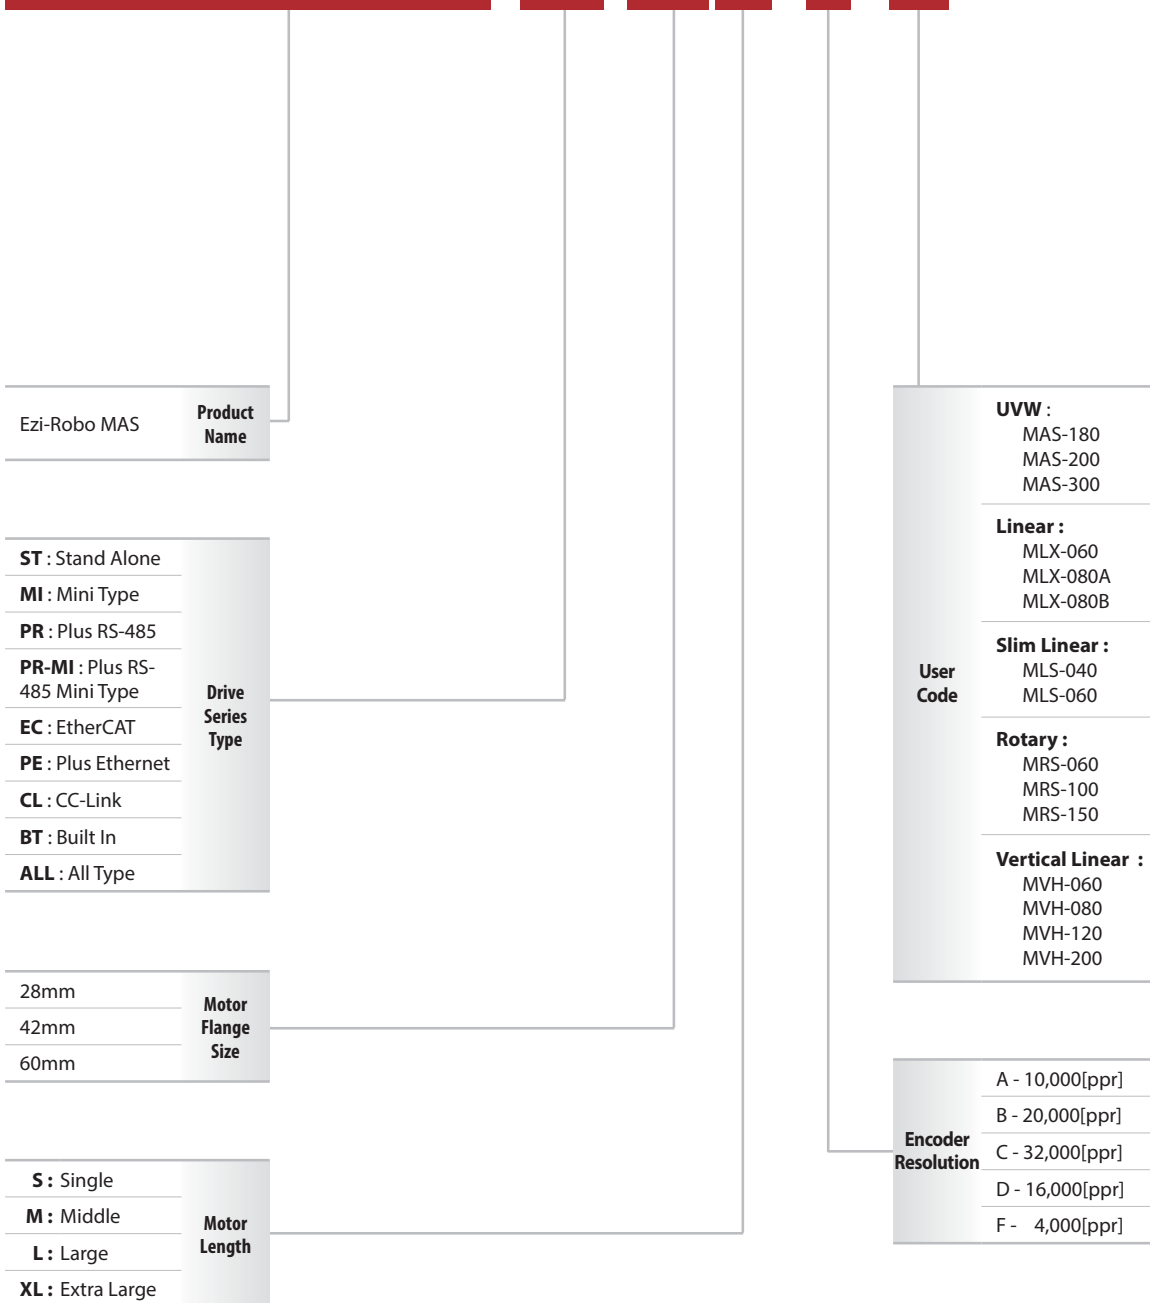 Ezi-Robo MAS
Product
Name
ST : Stand Alone
MI : Mini Type
PR : Plus RS-485
PR-MI : Plus RS-
485 Mini Type
EC : EtherCAT
PE : Plus Ethernet
CL : CC-Link
BT : Built In
ALL : All Type
Drive
Series
Type
28mm
42mm
60mm
Motor
Flange
Size
S : Single
M : Middle
L : Large
XL : Extra Large
Motor
Length
User
Code
UVW :
MAS-180
MAS-200
MAS-300
Linear :
MLX-060
MLX-080A
MLX-080B
Slim Linear :
MLS-040
MLS-060
Rotary :
MRS-060
MRS-100
MRS-150
Vertical Linear :
MVH-060
MVH-080
MVH-120
MVH-200
Encoder
Resolution
A - 10,000[ppr]
B - 20,000[ppr]
C - 32,000[ppr]
D - 16,000[ppr]
F - 4,000[ppr]